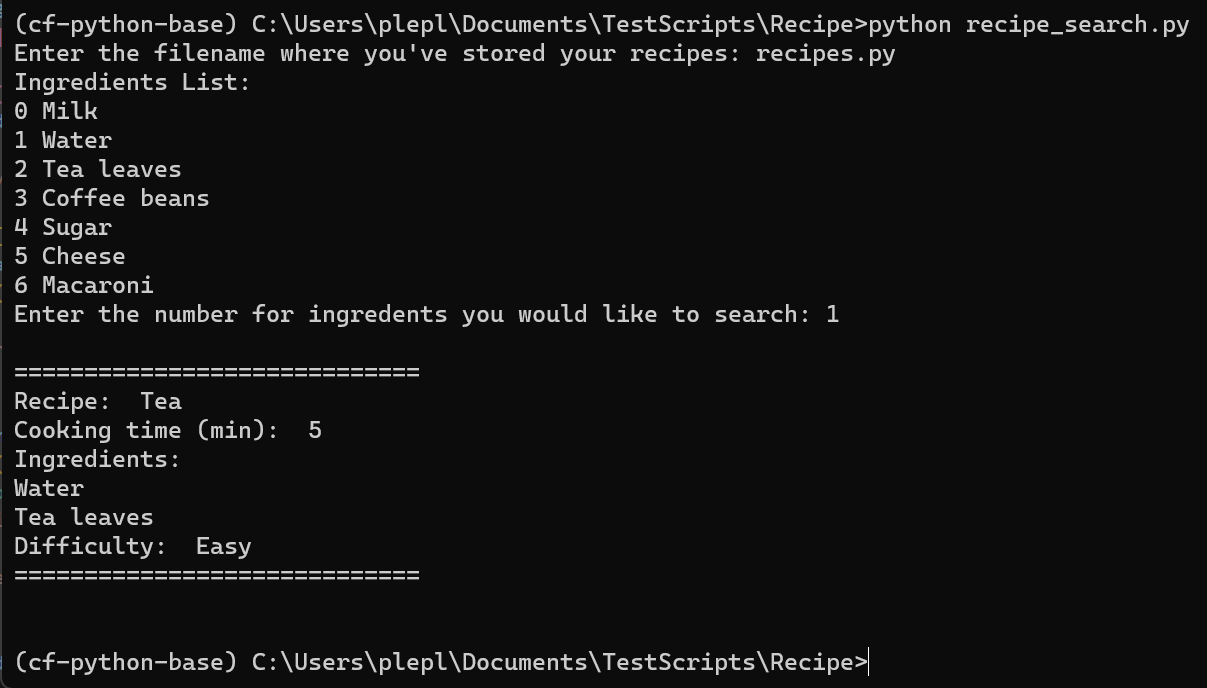 (cf-python-base) C:\Users\plepl\Documents\TestScripts\Recipe>python recipe_search.py
Enter the filename where you've stored your recipes: recipes.py
Ingredients List:
0 Milk
1 Water
2 Tea leaves
3 Coffee beans
4 Sugar
5 Cheese
6 Macaroni
Enter the number for ingredents you would like to search: 1
=============================
Recipe:  Tea
Cooking time (min):  5
Ingredients:
Water
Tea leaves
Difficulty:  Easy
=============================
(cf-python-base) C:\Users\plepl\Documents\TestScripts\Recipe>